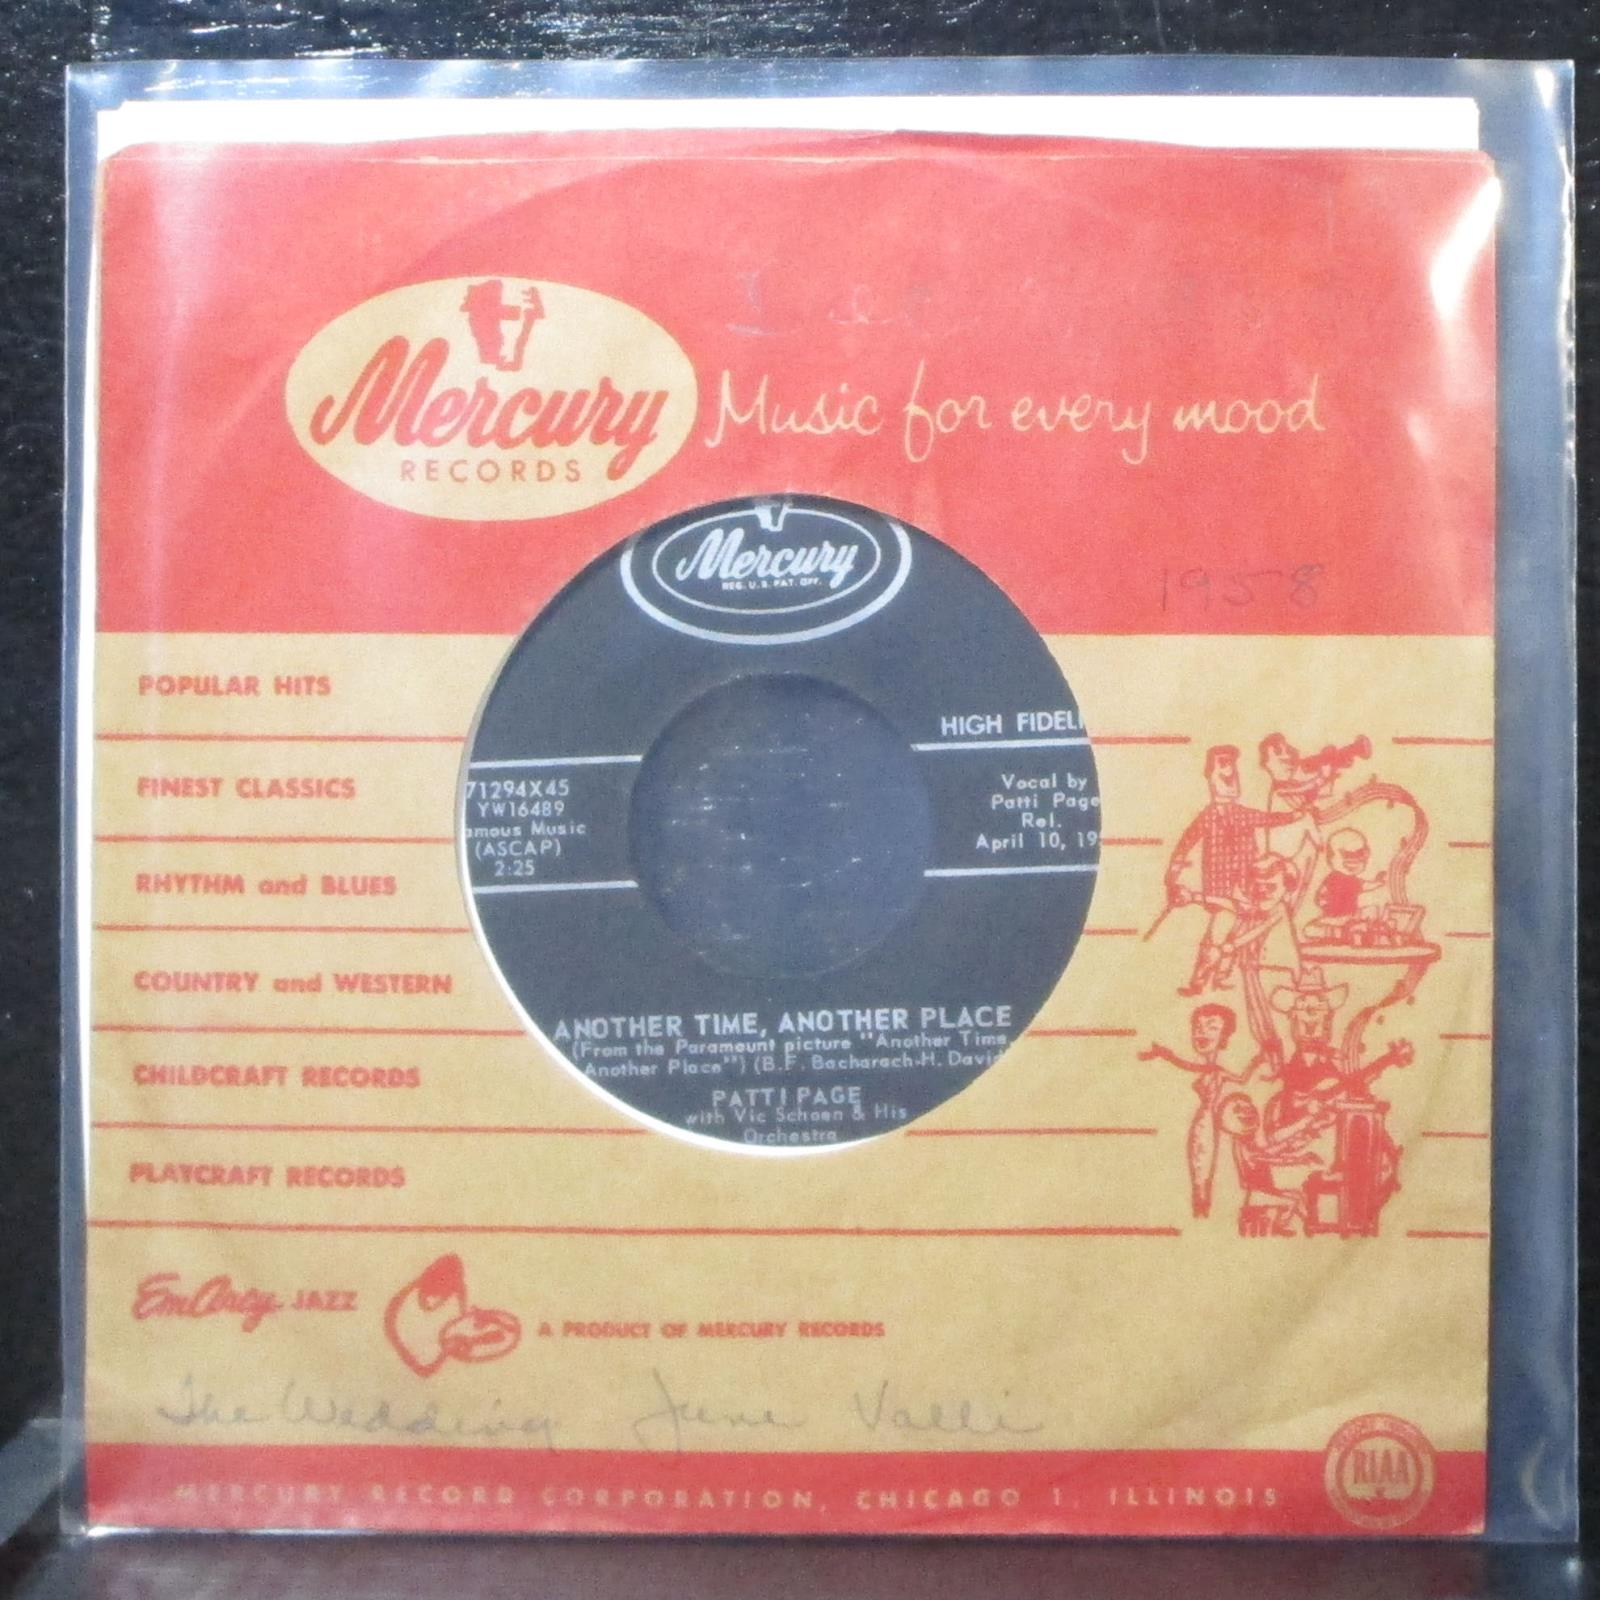 Mercury
RECORDS
Music for every mood
Mercury
REG. U.S. PAT. OFF.
1958
HIGH FIDELI
71294X45
YW16489
amous Music
(ASCAP)
2:25
Vocal by
Patti Page
Rel.
April 10, 19
ANOTHER TIME, ANOTHER PLACE
(From the Paramount picture "Another Time
Another Place") (B.F. Bacharach-H. David
PATTI PAGE
with Vic Schoen & His
Orchestra
POPULAR HITS
FINEST CLASSICS
RHYTHM and BLUES
COUNTRY and WESTERN
CHILDCRAFT RECORDS
PLAYCRAFT RECORDS
EmArcy JAZZ
A PRODUCT OF MERCURY RECORDS
The Wedding June Valli
MERCURY RECORD CORPORATION, CHICAGO 1, ILLINOIS
RIAA